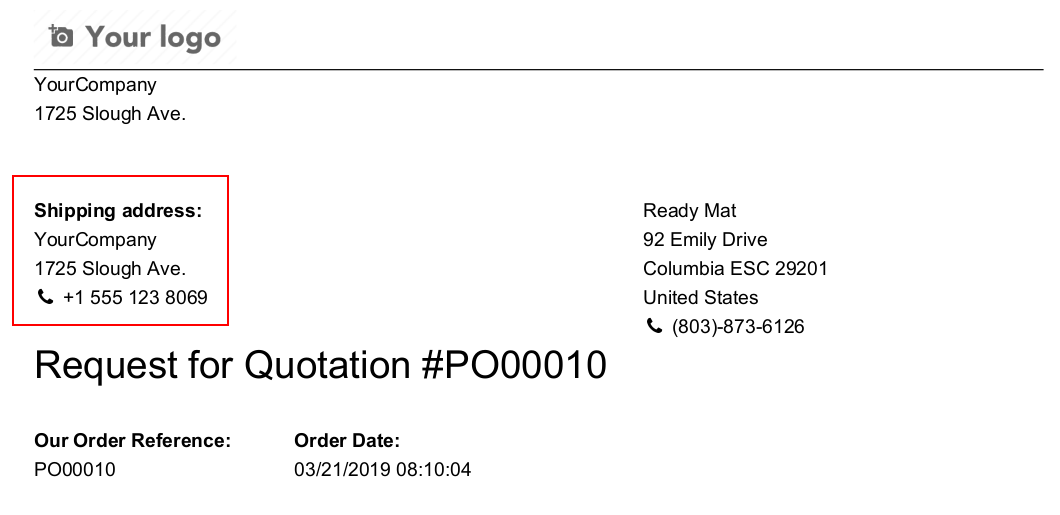 Your logo
YourCompany
1725 Slough Ave.
Shipping address:
YourCompany
1725 Slough Ave.
+1 555 123 8069
Ready Mat
92 Emily Drive
Columbia ESC 29201
United States
(803)-873-6126
Request for Quotation #PO00010
Our Order Reference:
PO00010
Order Date:
03/21/2019 08:10:04